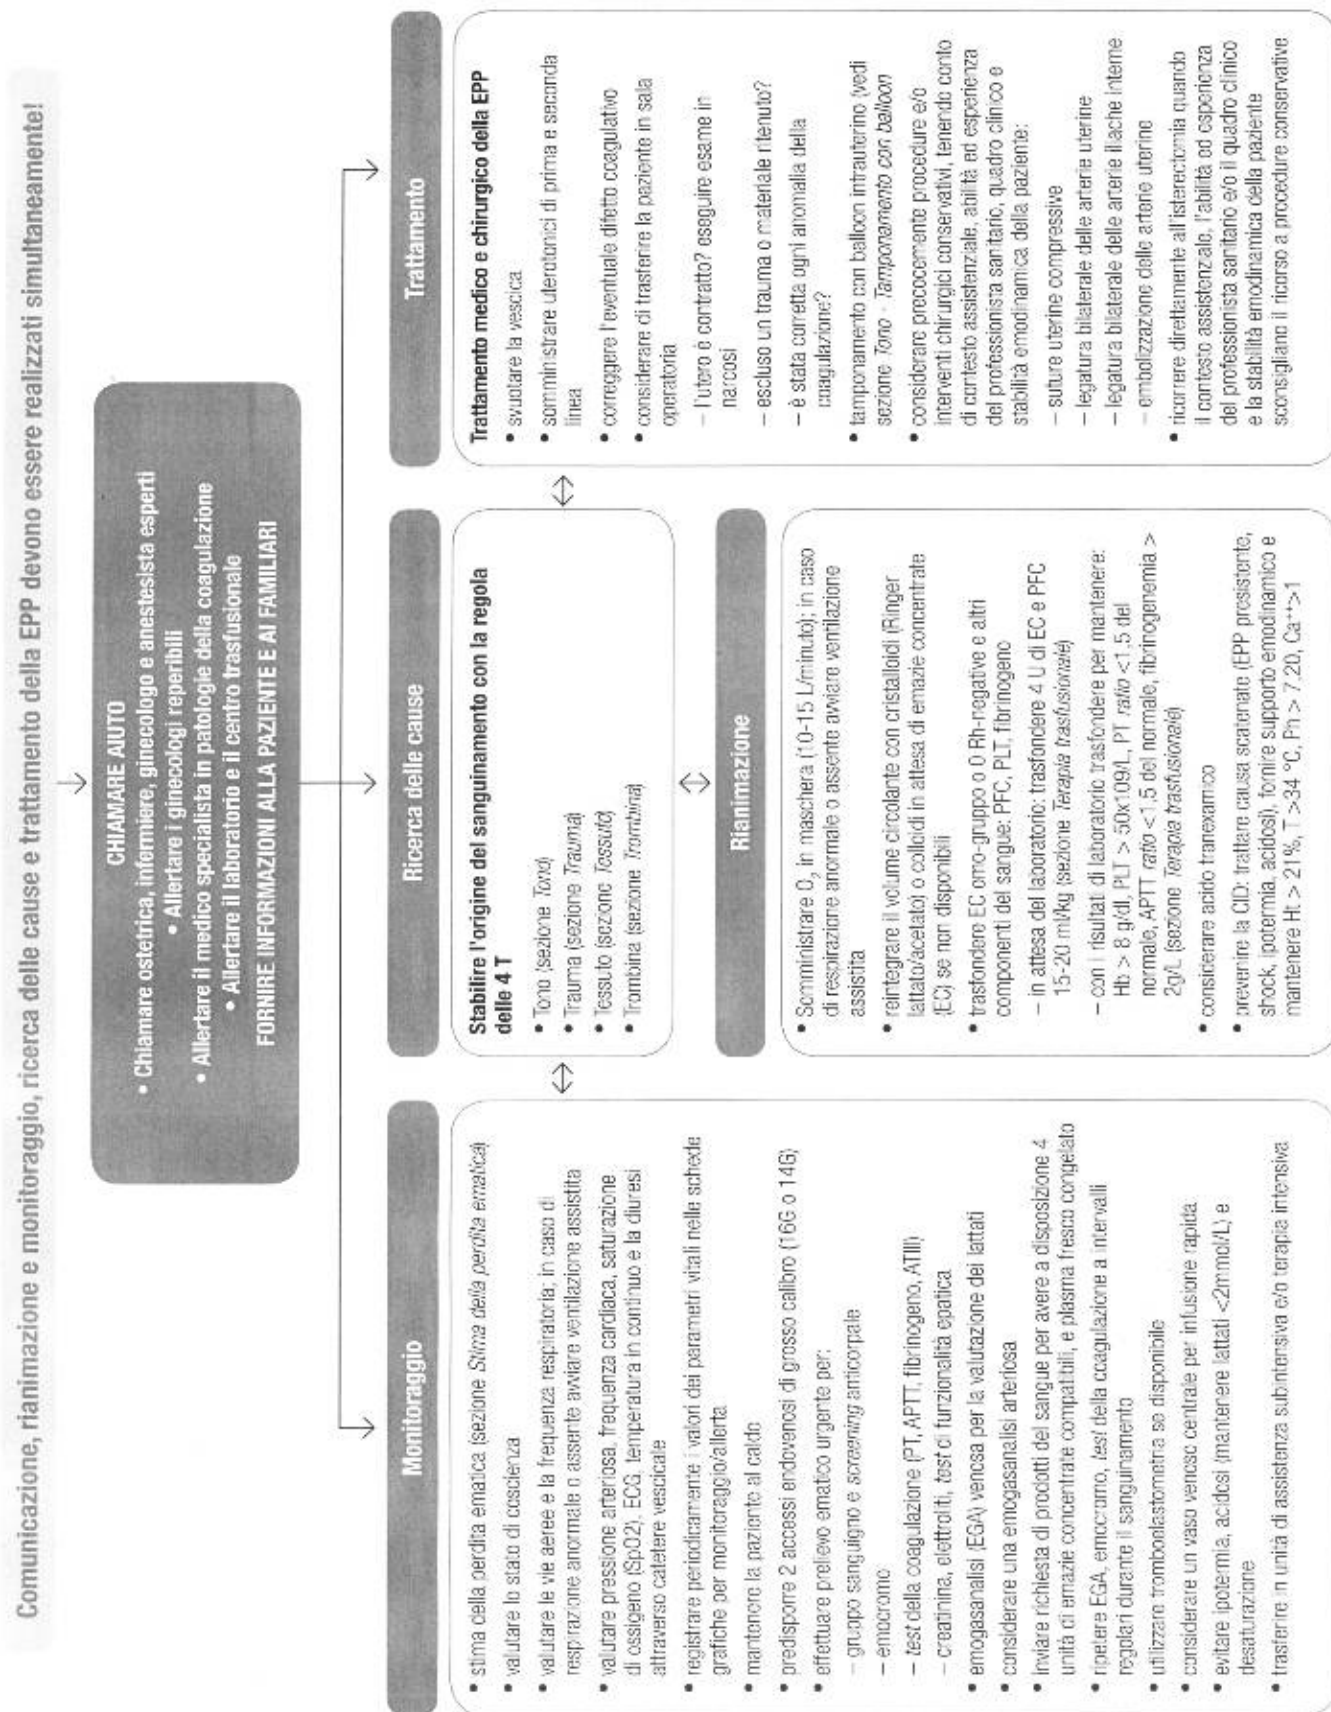 Comunicazione, rianimazione e monitoraggio, ricerca delle cause e trattamento della EPP devono essere realizzati simultaneamente!
CHIAMARE AIUTO
• Chiamare ostetrica, infermiere, ginecologo e anestesista esperti
• Allertare i ginecologi reperibili
• Allertare il medico specialista in patologie della coagulazione
• Allertare il laboratorio e il centro trasfusionale
FORNIRE INFORMAZIONI ALLA PAZIENTE E AI FAMILIARI
Monitoraggio
• stima della perdita ematica (sezione Stima della perdita ematica)
• valutare lo stato di coscienza
• valutare le vie aeree e la frequenza respiratoria; in caso di
respirazione anormale o assente avviare ventilazione assistita
• valutare pressione arteriosa, frequenza cardiaca, saturazione
di ossigeno (SpO2), ECG, temperatura in continuo e la diuresi
attraverso catetere vescicale
• registrare periodicamente i valori dei parametri vitali nelle schede
grafiche per monitoraggio/allerta
• mantenere la paziente al caldo
• predisporre 2 accessi endovenosi di grosso calibro (16G o 14G)
• effettuare prelievo ematico urgente per:
– gruppo sanguigno e screening anticorpale
– emocromo
– test della coagulazione (PT, APTT, fibrinogeno, ATIII)
– creatinina, elettroliti, test di funzionalità epatica
• emogasanalisi (EGA) venosa per la valutazione dei lattati
• considerare una emogasanalisi arteriosa
• inviare richiesta di prodotti del sangue per avere a disposizione 4
unità di emazie concentrate compatibili, e plasma fresco congelato
• ripetere EGA, emocromo, test della coagulazione a intervalli
regolari durante il sanguinamento
• utilizzare tromboelastometria se disponibile
• considerare un vaso venoso centrale per infusione rapida
• evitare ipotermia, acidosi (mantenere lattati <2mmol/L) e
desaturazione
• trasferire in unità di assistenza subintensiva e/o terapia intensiva
Ricerca delle cause
Stabilire l'origine del sanguinamento con la regola
delle 4 T
• Tono (sezione Tono)
• Trauma (sezione Trauma)
• Tessuto (sezione Tessuto)
• Trombina (sezione Trombina)
Rianimazione
• Somministrare O2 in maschera (10-15 L/minuto); in caso
di respirazione anormale o assente avviare ventilazione
assistita
• reintegrare il volume circolante con cristalloidi (Ringer
lattato/acetato) o colloidi in attesa di emazie concentrate
(EC) se non disponibili
• trasfondere EC omo-gruppo o 0 Rh-negative e altri
componenti del sangue: PFC, PLT, fibrinogeno
– in attesa del laboratorio: trasfondere 4 U di EC e PFC
15-20 ml/kg (sezione Terapia trasfusionale)
– con i risultati di laboratorio trasfondere per mantenere:
Hb > 8 g/dl, PLT > 50x109/L, PT ratio <1,5 del
normale, APTT ratio <1,5 del normale, fibrinogenemia >
2g/L (sezione Terapia trasfusionale)
• considerare acido tranexamico
• prevenire la CID: trattare causa scatenate (EPP presistente,
shock, ipotermia, acidosi), fornire supporto emodinamico e
mantenere Ht > 21%, T >34 °C, Ph > 7.20, Ca++>1
Trattamento
Trattamento medico e chirurgico della EPP
• svuotare la vescica
• somministrare uterotonici di prima e seconda
linea
• correggere l'eventuale difetto coagulativo
• considerare di trasferire la paziente in sala
operatoria
– l'utero è contratto? eseguire esame in
narcosi
– escluso un trauma o materiale ritenuto?
– è stata corretta ogni anomalia della
coagulazione?
• tamponamento con balloon intrauterino (vedi
sezione Tono - Tamponamento con balloon
• considerare precocemente procedure e/o
interventi chirurgici conservativi, tenendo conto
di contesto assistenziale, abilità ed esperienza
del professionista sanitario, quadro clinico e
stabilità emodinamica della paziente:
– suture uterine compressive
– legatura bilaterale delle arterie uterine
– legatura bilaterale delle arterie iliache interne
– embolizzazione delle arterie uterine
• ricorrere direttamente all'isterectomia quando
il contesto assistenziale, l'abilità ed esperienza
del professionista sanitario e/o il quadro clinico
e la stabilità emodinamica della paziente
sconsigliano il ricorso a procedure conservative